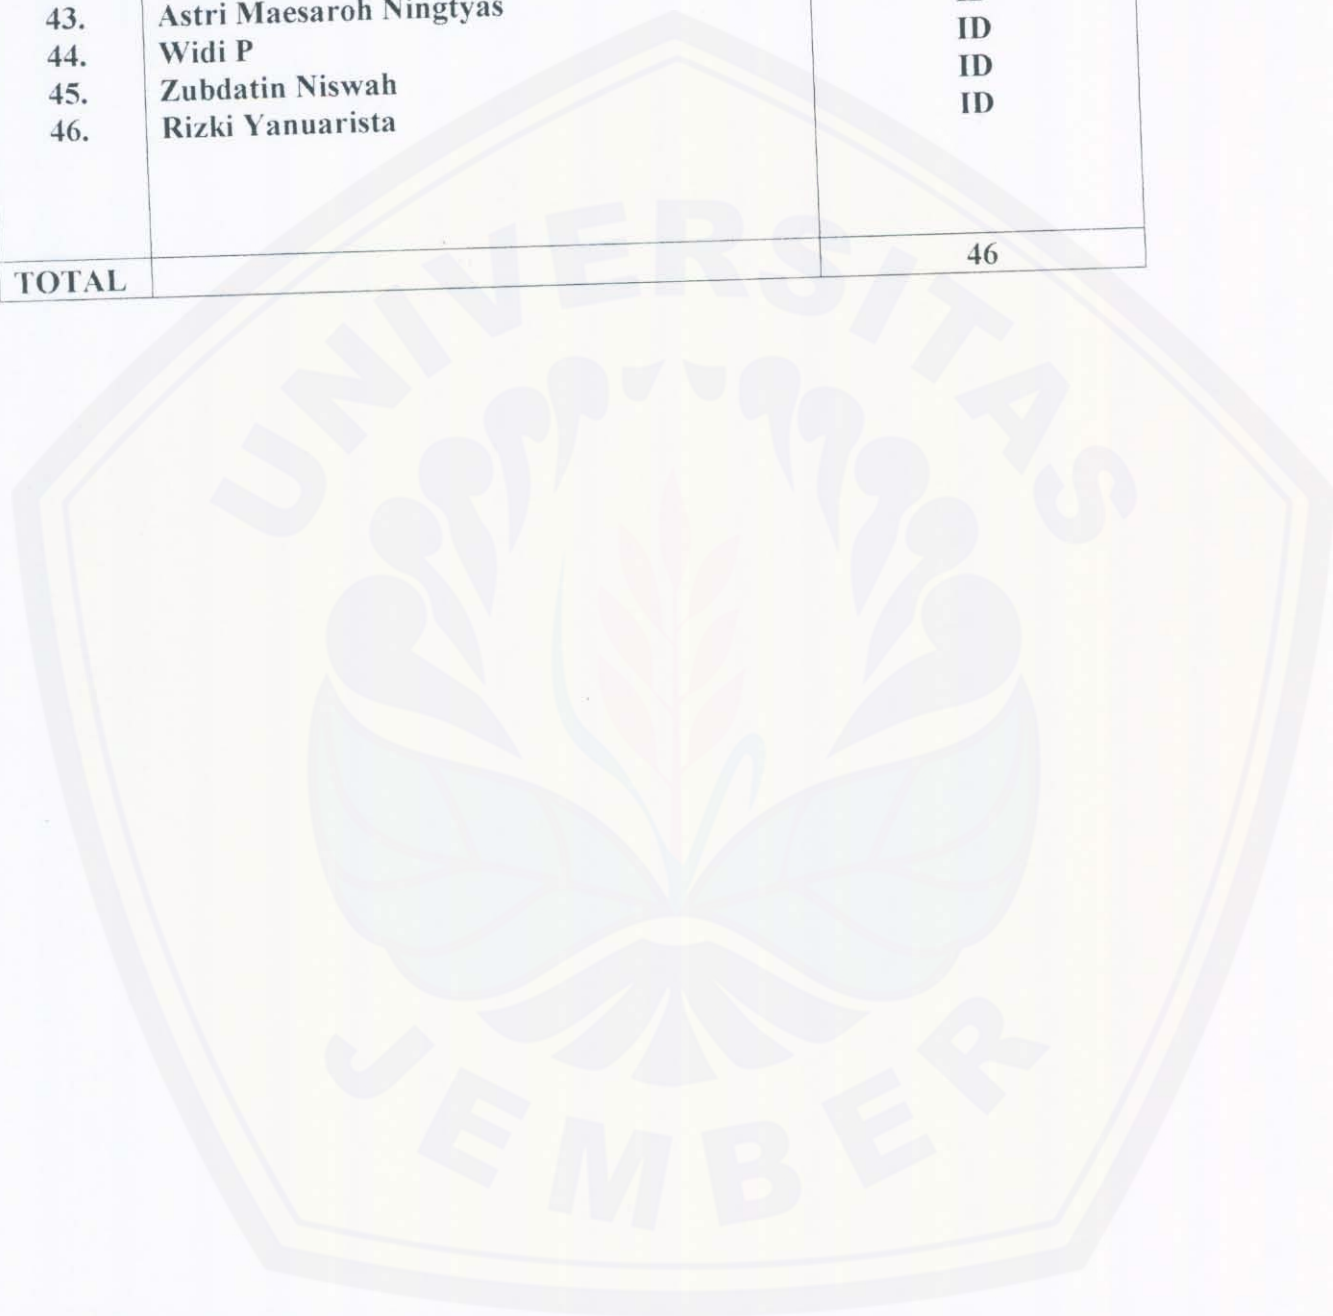 43. Astri Maesaroh Ningtyas
44. Widi P ID
45. Zubdatin Niswah ID
46. Rizki Yanuarista ID
TOTAL 46
UNIVERSITAS
JEMBER